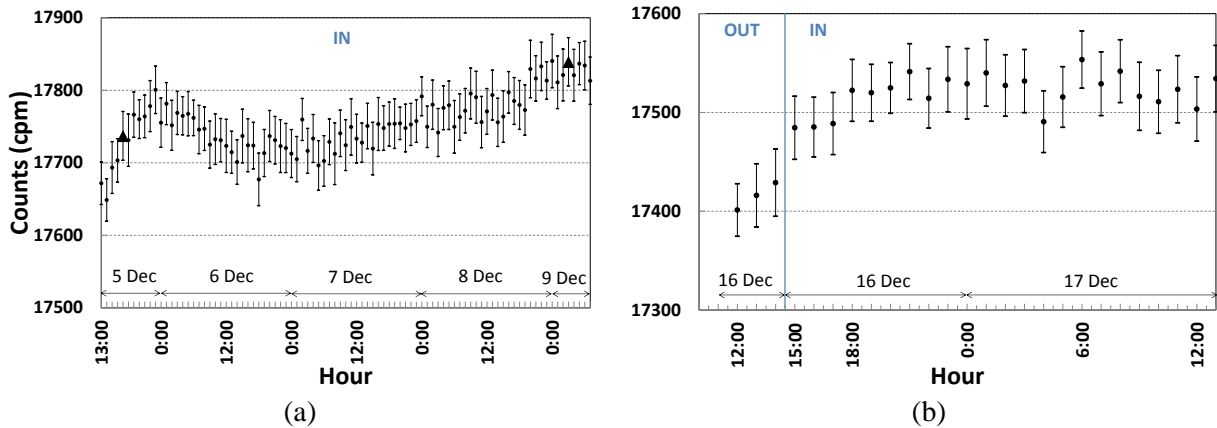 IN
17900
17800
17700
17600
17500
Counts (cpm)
5 Dec
6 Dec
7 Dec
8 Dec
9 Dec
13:00
0:00
12:00
0:00
12:00
0:00
12:00
0:00
Hour
(a)
OUT
IN
17600
17500
17400
17300
16 Dec
16 Dec
17 Dec
12:00
15:00
18:00
0:00
6:00
12:00
Hour
(b)